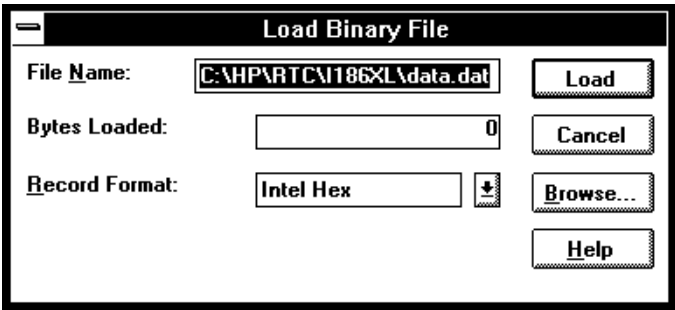 Load Binary File
File Name: C:\HP\RTC\I186XL\data.dat Load
Bytes Loaded: 0 Cancel
Record Format: Intel Hex Browse...
Help